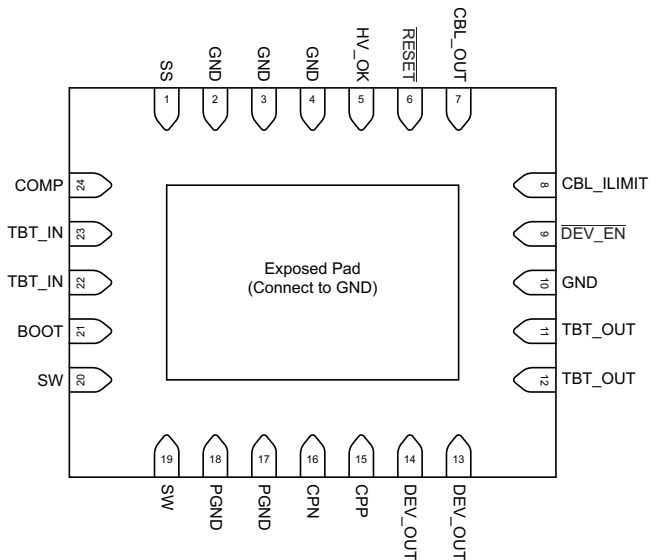 SS
GND
GND
GND
HV_OK
RESET
CBL_OUT
1
2
3
4
5
6
7
COMP
24
8
CBL_ILIMIT
TBT_IN
23
9
DEV_EN
TBT_IN
22
Exposed Pad
(Connect to GND)
10
GND
BOOT
21
11
TBT_OUT
SW
20
12
TBT_OUT
19
18
17
16
15
14
13
SW
PGND
PGND
CPN
CPP
DEV_OUT
DEV_OUT